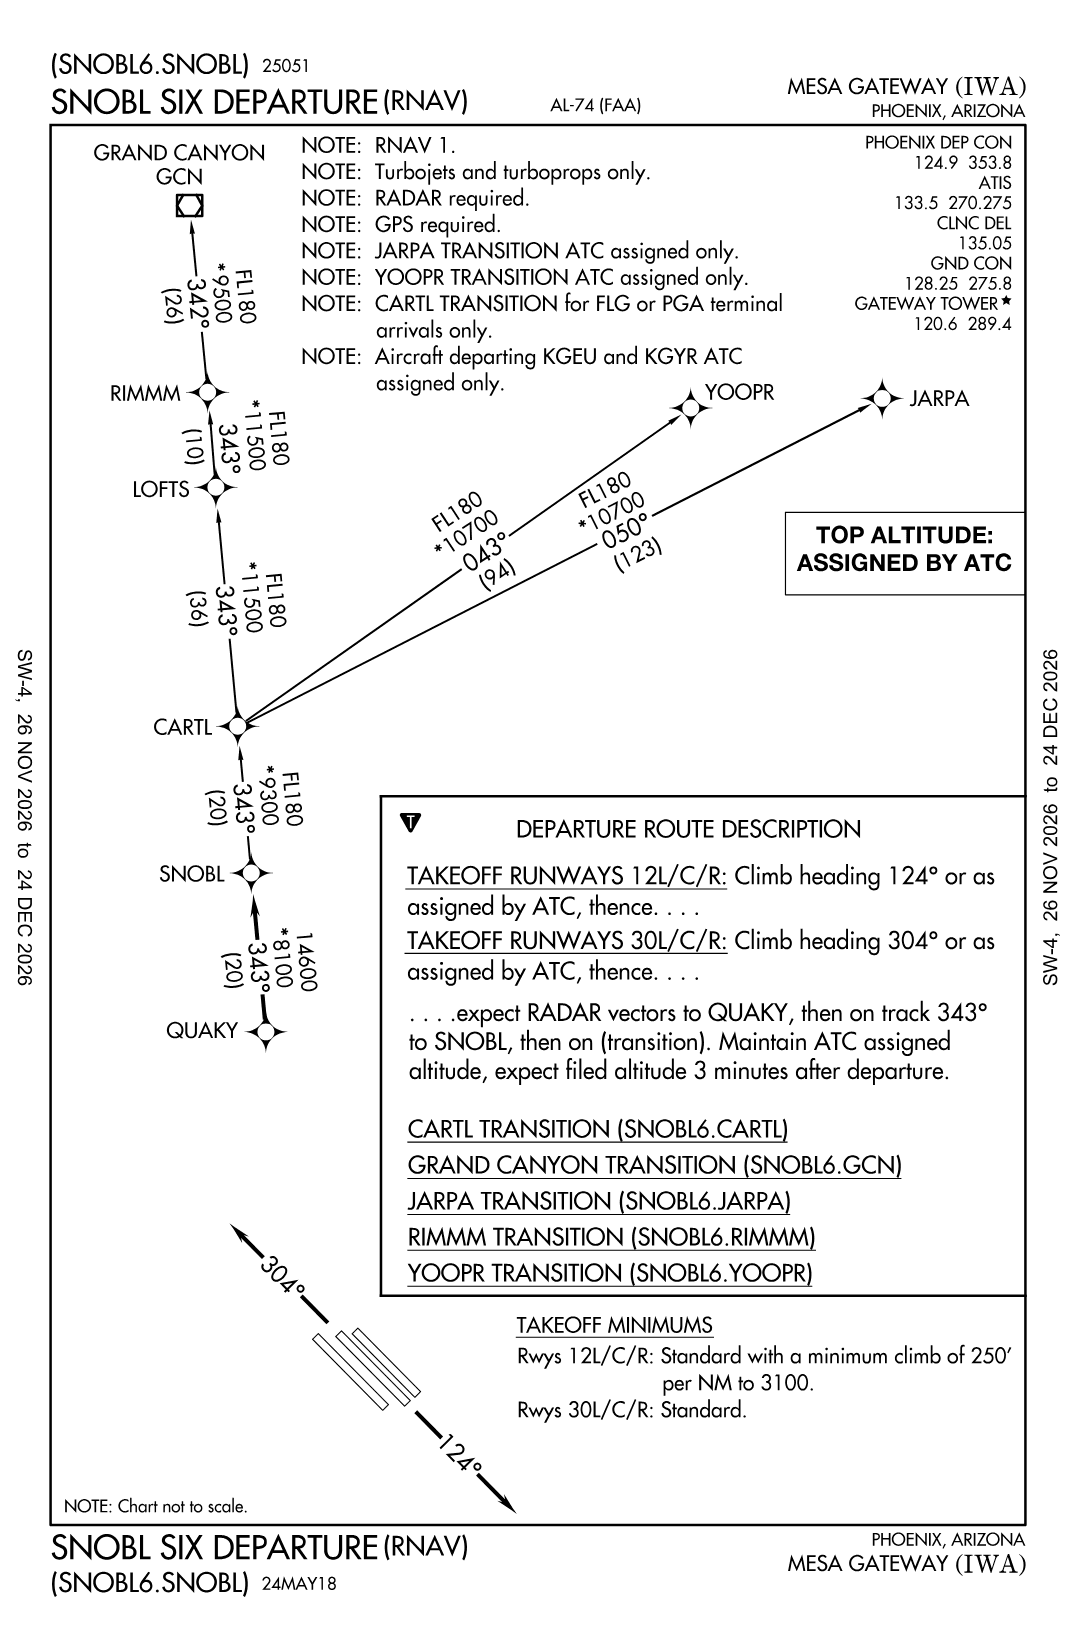 (SNOBL6.SNOBL) 25051
SNOBL SIX DEPARTURE (RNAV)
AL-74 (FAA)
MESA GATEWAY (IWA)
PHOENIX, ARIZONA
GRAND CANYON
GCN
NOTE: RNAV 1.
NOTE: Turbojets and turboprops only.
NOTE: RADAR required.
NOTE: GPS required.
NOTE: JARPA TRANSITION ATC assigned only.
NOTE: YOOPR TRANSITION ATC assigned only.
NOTE: CARTL TRANSITION for FLG or PGA terminal
arrivals only.
NOTE: Aircraft departing KGEU and KGYR ATC
assigned only.
PHOENIX DEP CON
124.9 353.8
ATIS
133.5 270.275
CLNC DEL
135.05
GND CON
128.25 275.8
GATEWAY TOWER★
120.6 289.4
FL180
*9500
342°
(26)
RIMMM
FL180
*11500
343°
(10)
LOFTS
YOOPR
JARPA
FL180
*10700
043°
(94)
FL180
*10700
050°
(123)
TOP ALTITUDE:
ASSIGNED BY ATC
FL180
*11500
343°
(36)
CARTL
FL180
*9300
343°
(20)
SNOBL
14600
*8100
343°
(20)
QUAKY
SW-4, 26 NOV 2026 to 24 DEC 2026
SW-4, 26 NOV 2026 to 24 DEC 2026
T
DEPARTURE ROUTE DESCRIPTION
TAKEOFF RUNWAYS 12L/C/R: Climb heading 124° or as
assigned by ATC, thence. . . .
TAKEOFF RUNWAYS 30L/C/R: Climb heading 304° or as
assigned by ATC, thence. . . .
. . . .expect RADAR vectors to QUAKY, then on track 343°
to SNOBL, then on (transition). Maintain ATC assigned
altitude, expect filed altitude 3 minutes after departure.
CARTL TRANSITION (SNOBL6.CARTL)
GRAND CANYON TRANSITION (SNOBL6.GCN)
JARPA TRANSITION (SNOBL6.JARPA)
RIMMM TRANSITION (SNOBL6.RIMMM)
YOOPR TRANSITION (SNOBL6.YOOPR)
304°
124°
TAKEOFF MINIMUMS
Rwys 12L/C/R: Standard with a minimum climb of 250'
per NM to 3100.
Rwys 30L/C/R: Standard.
NOTE: Chart not to scale.
SNOBL SIX DEPARTURE (RNAV)
(SNOBL6.SNOBL) 24MAY18
PHOENIX, ARIZONA
MESA GATEWAY (IWA)